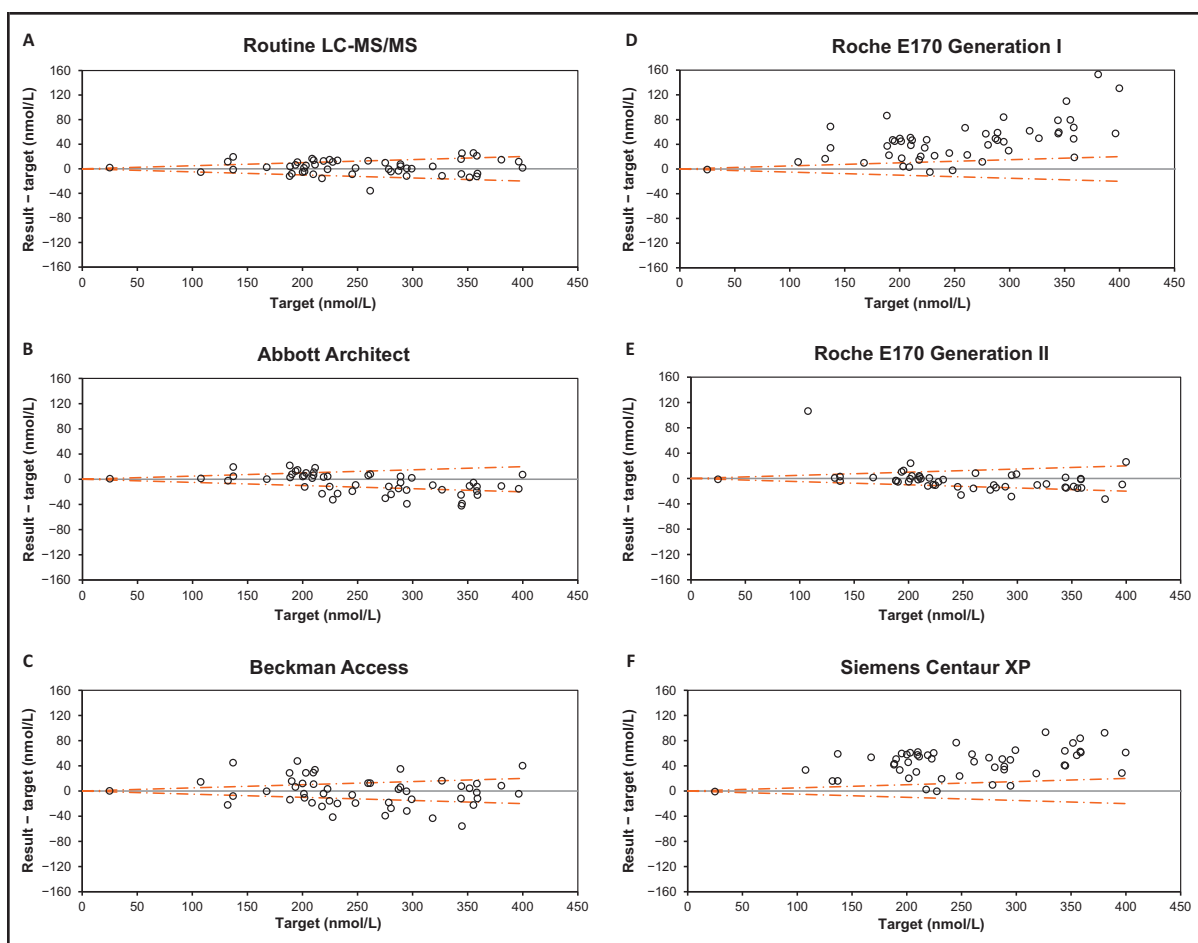 A
Routine LC-MS/MS
160
120
80
40
0
−40
−80
−120
−160
Result − target (nmol/L)
0 50 100 150 200 250 300 350 400 450
Target (nmol/L)
B
Abbott Architect
160
120
80
40
0
−40
−80
−120
−160
Result − target (nmol/L)
0 50 100 150 200 250 300 350 400 450
Target (nmol/L)
C
Beckman Access
160
120
80
40
0
−40
−80
−120
−160
Result − target (nmol/L)
0 50 100 150 200 250 300 350 400 450
Target (nmol/L)
D
Roche E170 Generation I
160
120
80
40
0
−40
−80
−120
−160
Result − target (nmol/L)
0 50 100 150 200 250 300 350 400 450
Target (nmol/L)
E
Roche E170 Generation II
160
120
80
40
0
−40
−80
−120
−160
Result − target (nmol/L)
0 50 100 150 200 250 300 350 400 450
Target (nmol/L)
F
Siemens Centaur XP
160
120
80
40
0
−40
−80
−120
−160
Result − target (nmol/L)
0 50 100 150 200 250 300 350 400 450
Target (nmol/L)